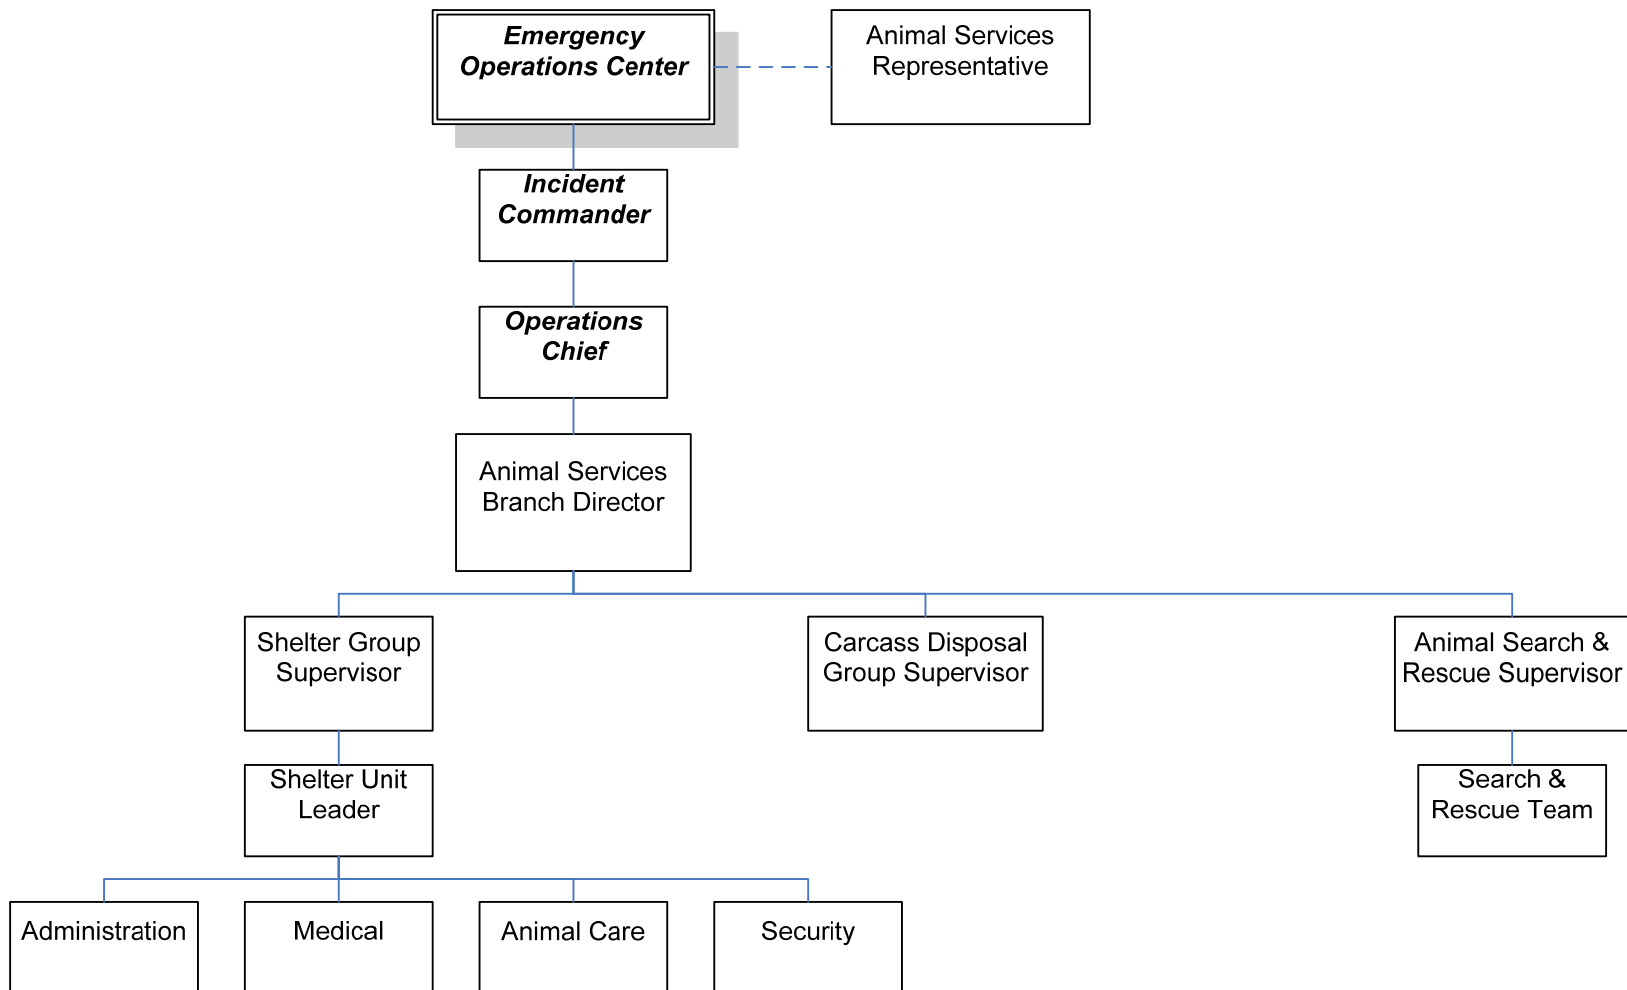 Emergency
Operations Center
Animal Services
Representative
Incident
Commander
Operations
Chief
Animal Services
Branch Director
Shelter Group
Supervisor
Carcass Disposal
Group Supervisor
Animal Search &
Rescue Supervisor
Shelter Unit
Leader
Search &
Rescue Team
Administration
Medical
Animal Care
Security